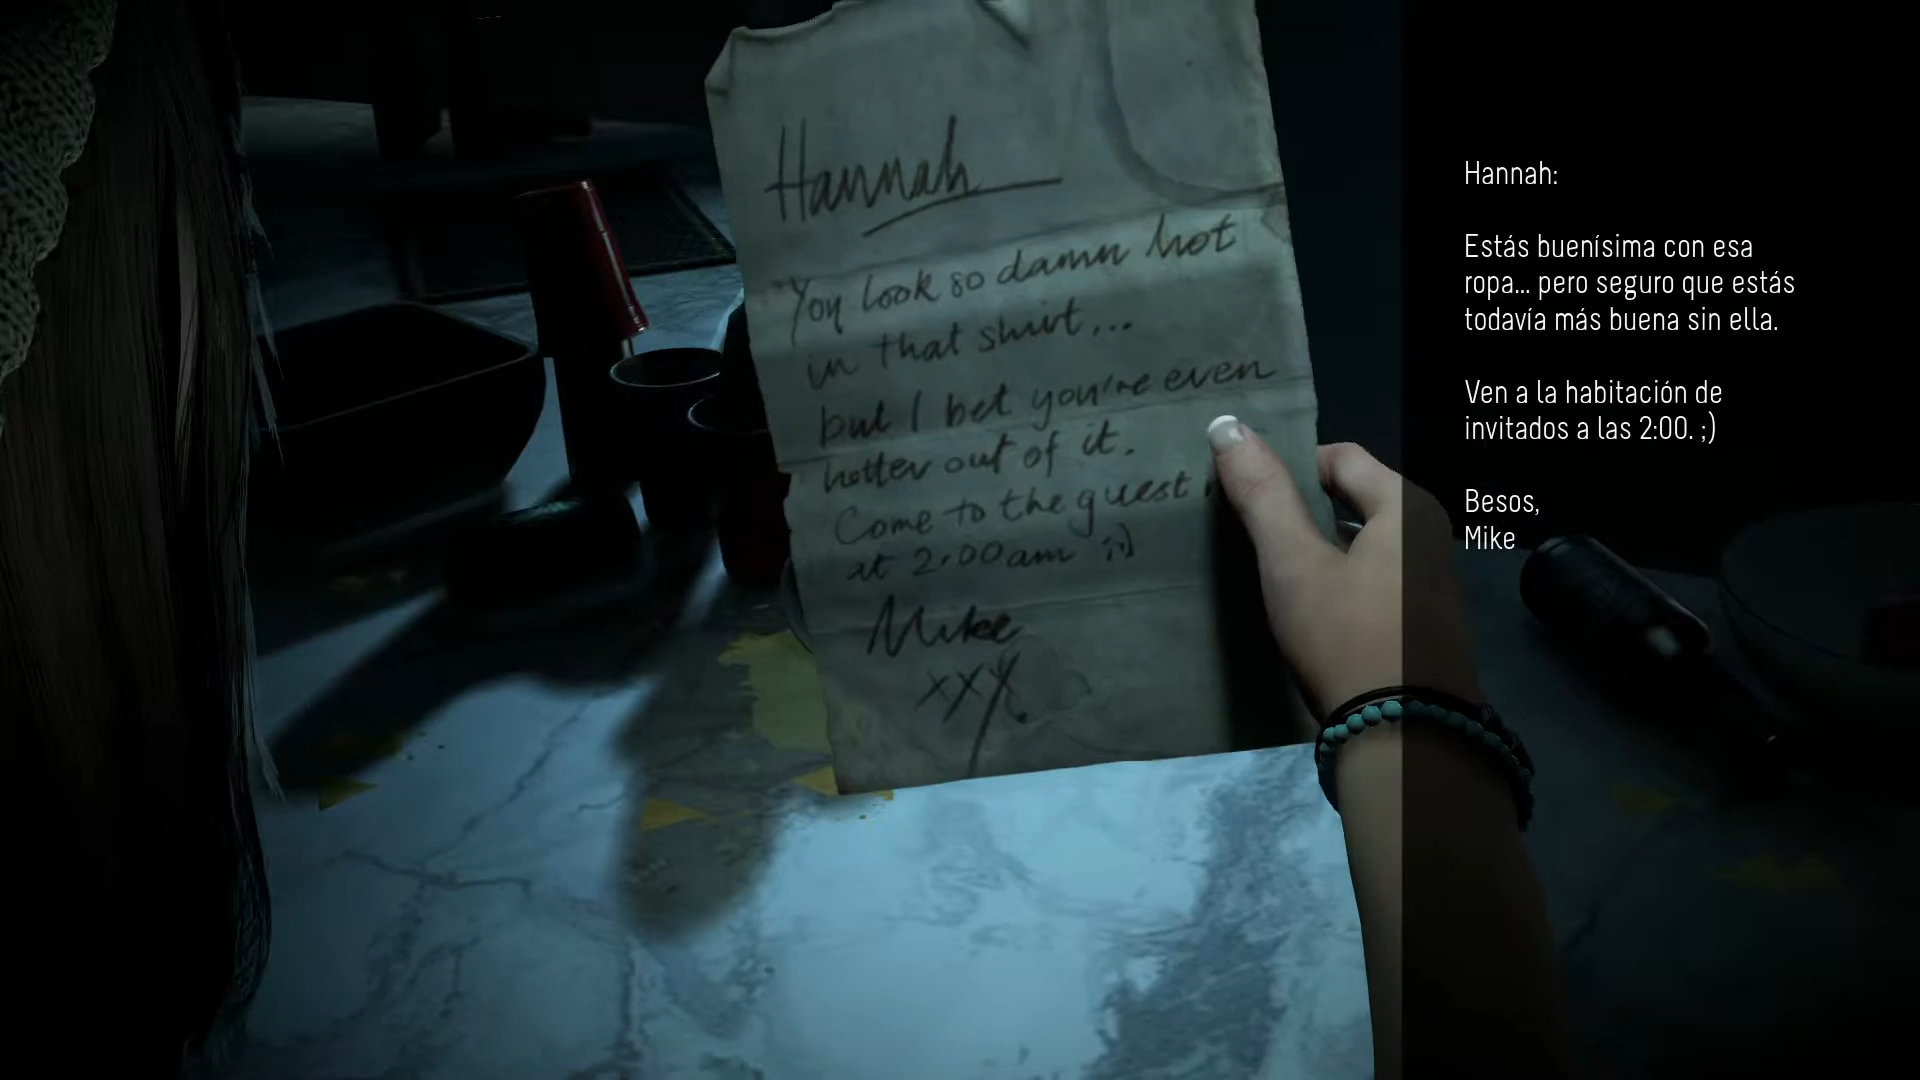 Hannah
You look so damn hot
in that shirt...
but I bet you're even
hotter out of it.
Come to the guest
at 2.00am ;)
Mike
xxx.
Hannah:
Estás buenísima con esa
ropa... pero seguro que estás
todavía más buena sin ella.
Ven a la habitación de
invitados a las 2:00. ;)
Besos,
Mike